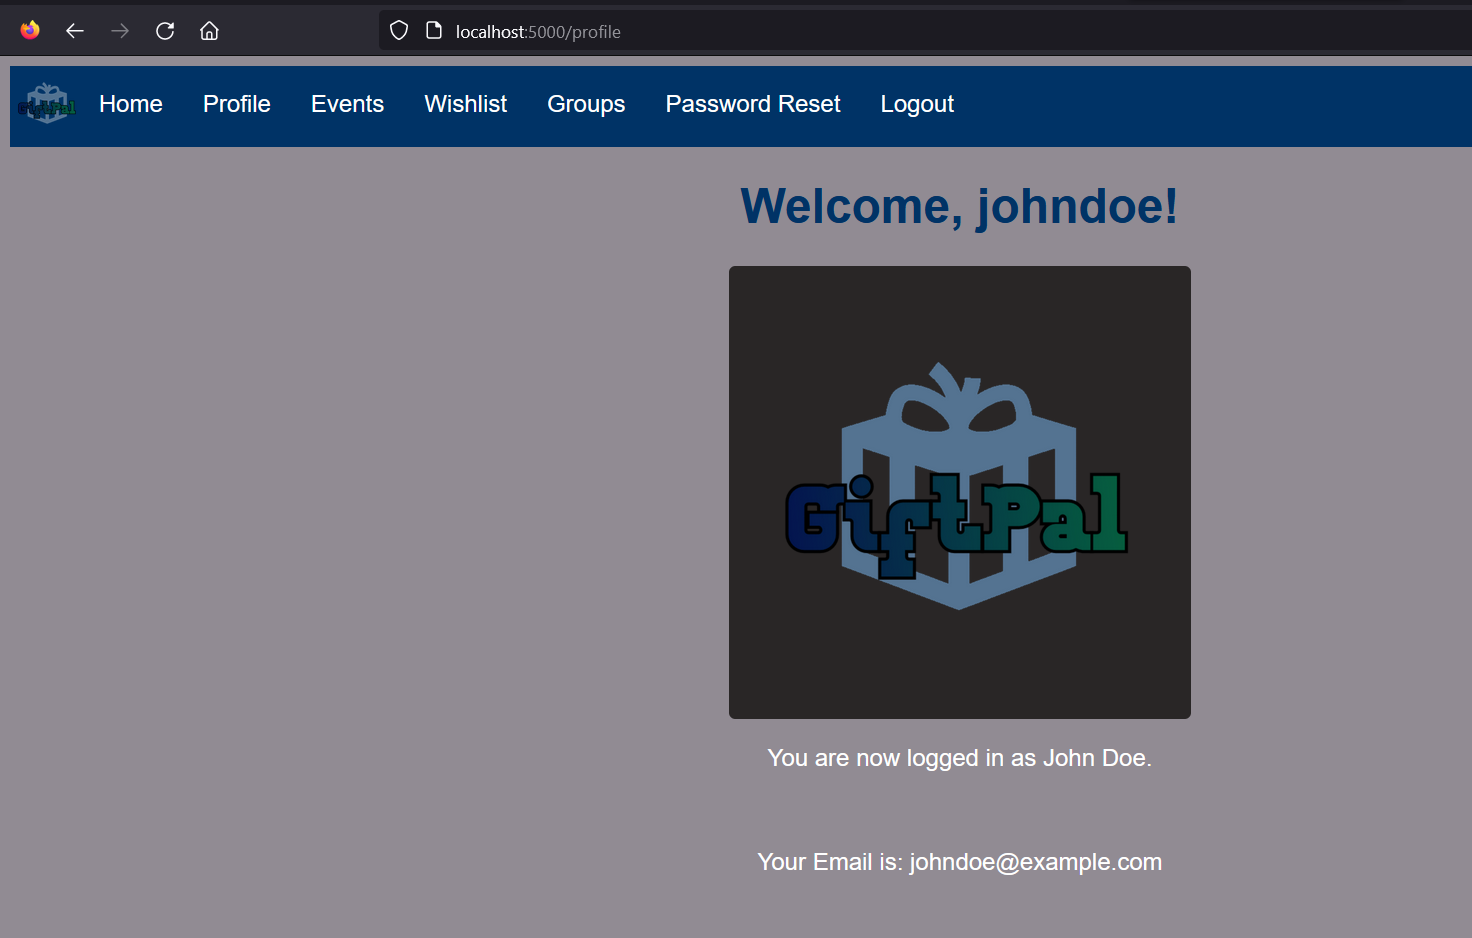 localhost:5000/profile
GiftPal Home Profile Events Wishlist Groups Password Reset Logout
Welcome, johndoe!
GiftPal
You are now logged in as John Doe.
Your Email is: johndoe@example.com